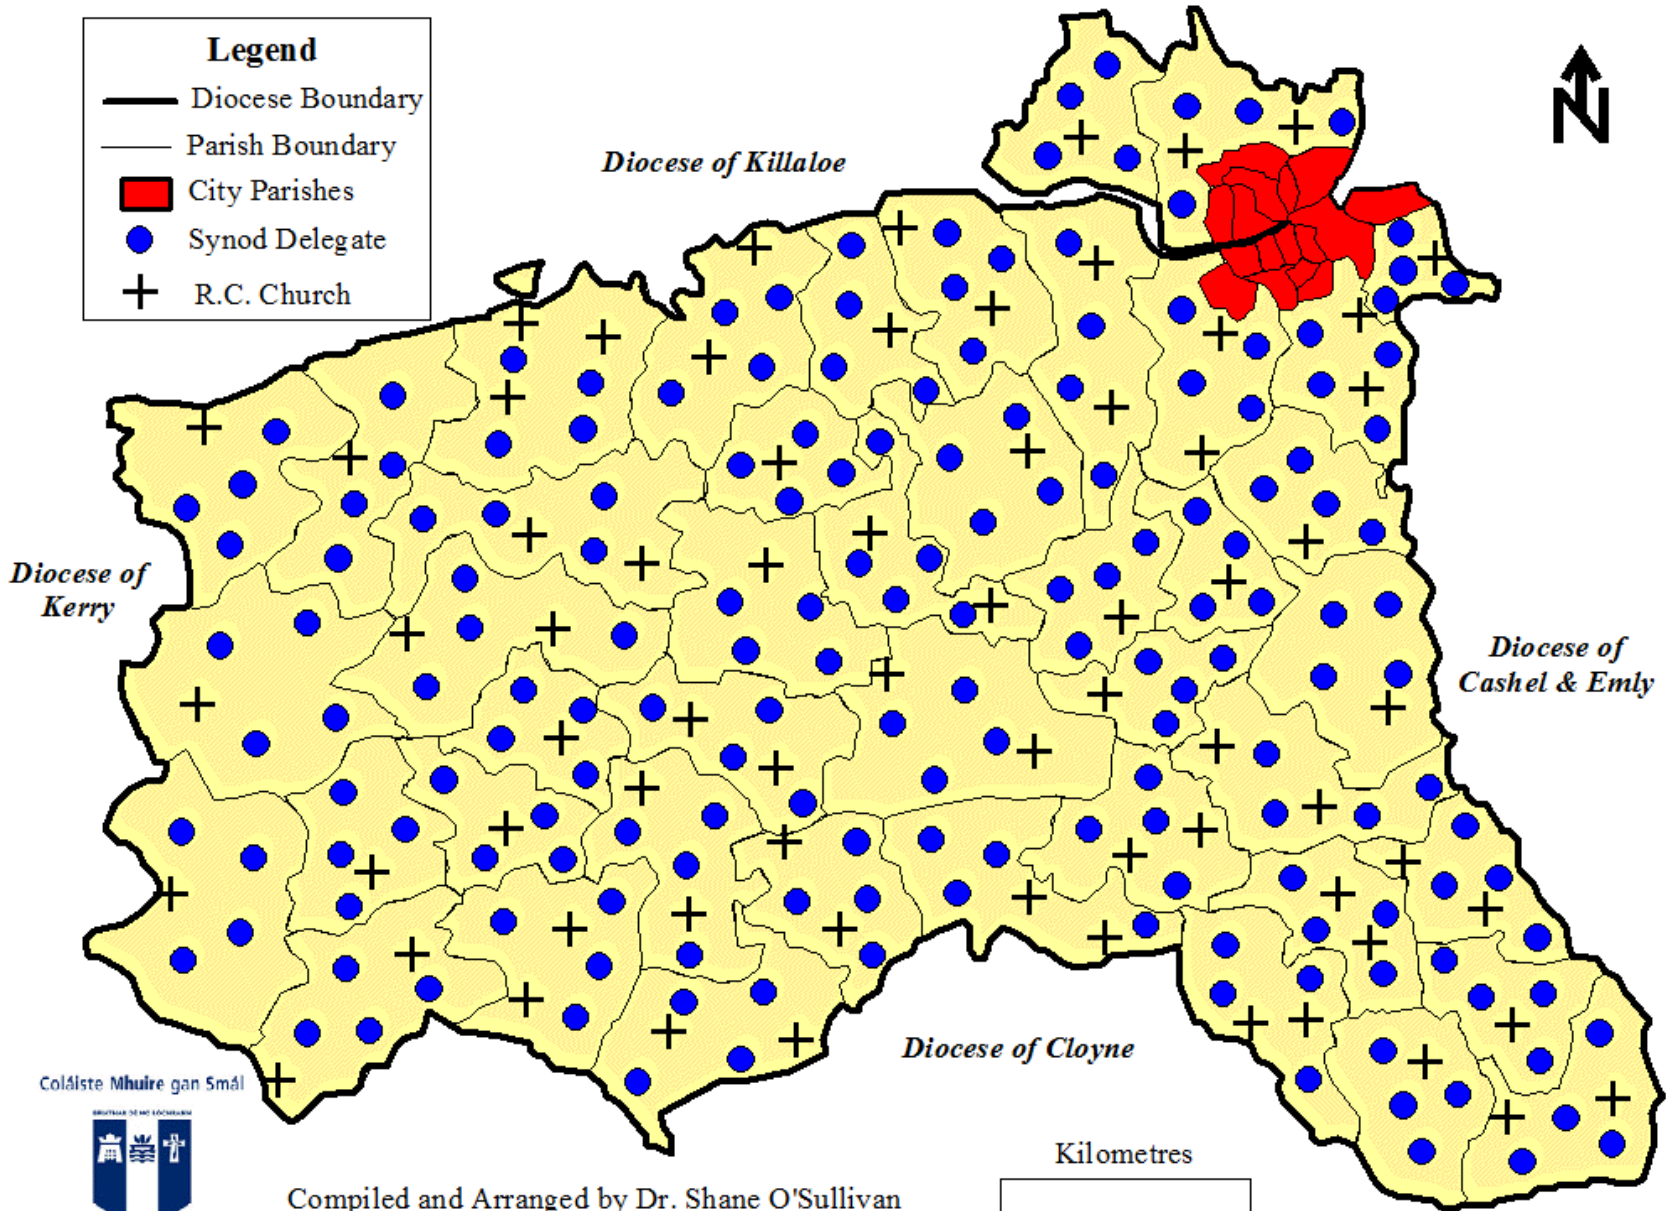 Legend
Diocese Boundary
Parish Boundary
City Parishes
Synod Delegate
R.C. Church
N
Diocese of Killaloe
Diocese of
Kerry
Diocese of
Cashel & Emly
Diocese of Cloyne
Coláiste Mhuire gan Smál
Kilometres
Compiled and Arranged by Dr. Shane O'Sullivan